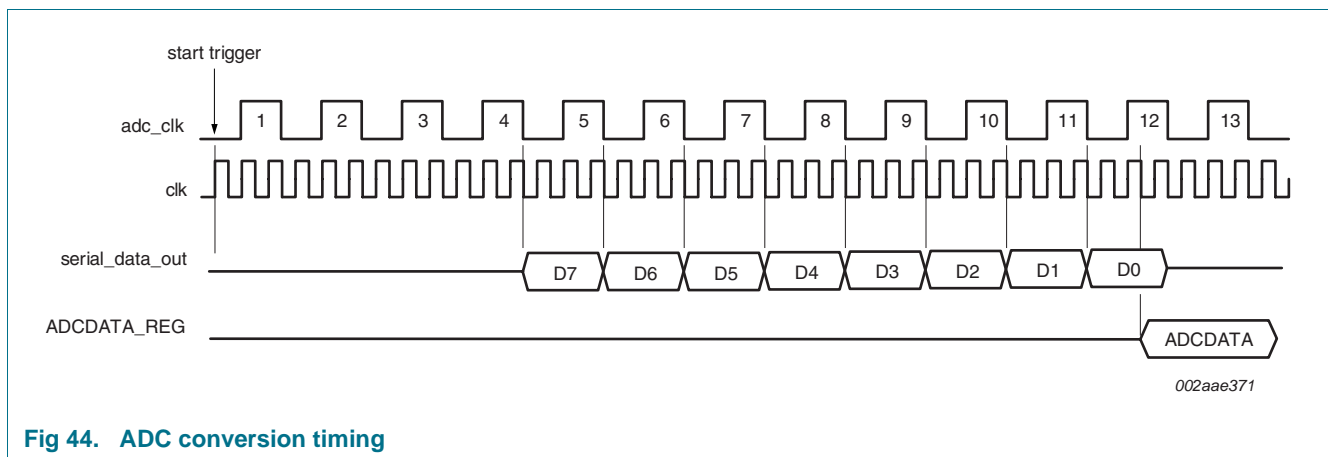 start trigger
adc_clk 1 2 3 4 5 6 7 8 9 10 11 12 13
clk
serial_data_out D7 D6 D5 D4 D3 D2 D1 D0
ADCDATA_REG ADCDATA
002aae371
Fig 44. ADC conversion timing